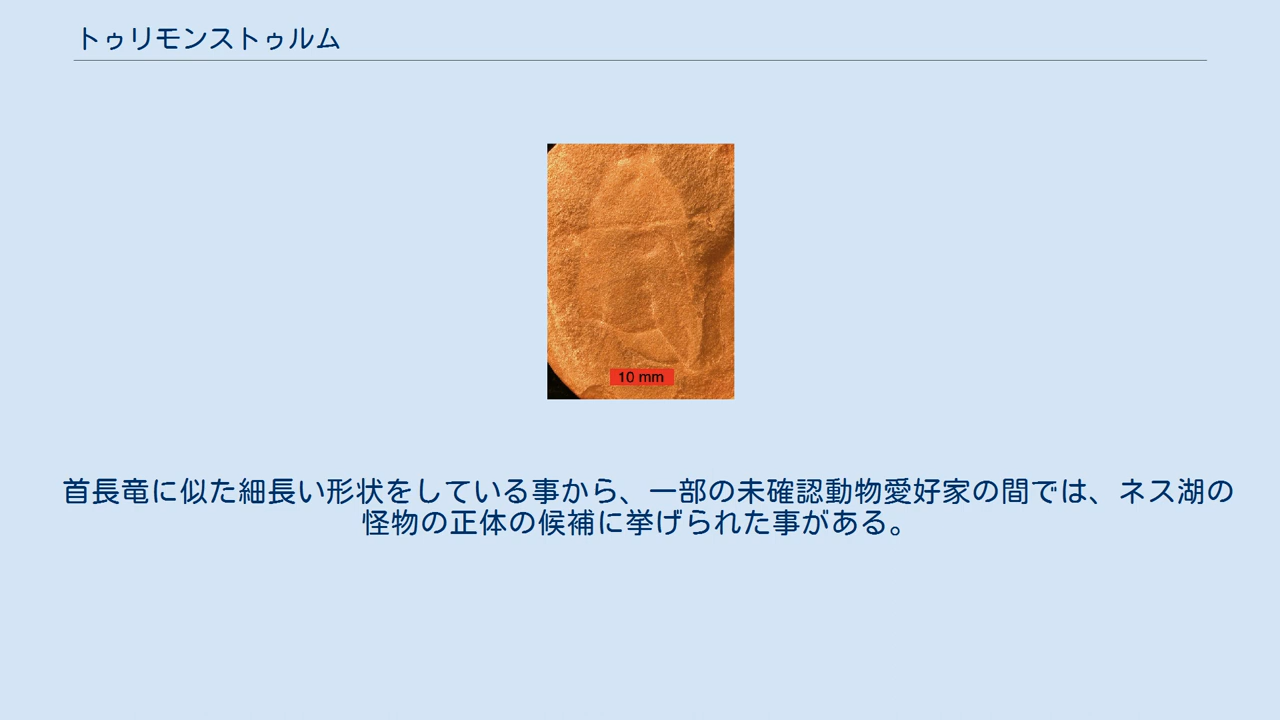 トゥリモンストゥルム
10 mm
首長竜に似た細長い形状をしている事から、一部の未確認動物愛好家の間では、ネス湖の
怪物の正体の候補に挙げられた事がある。